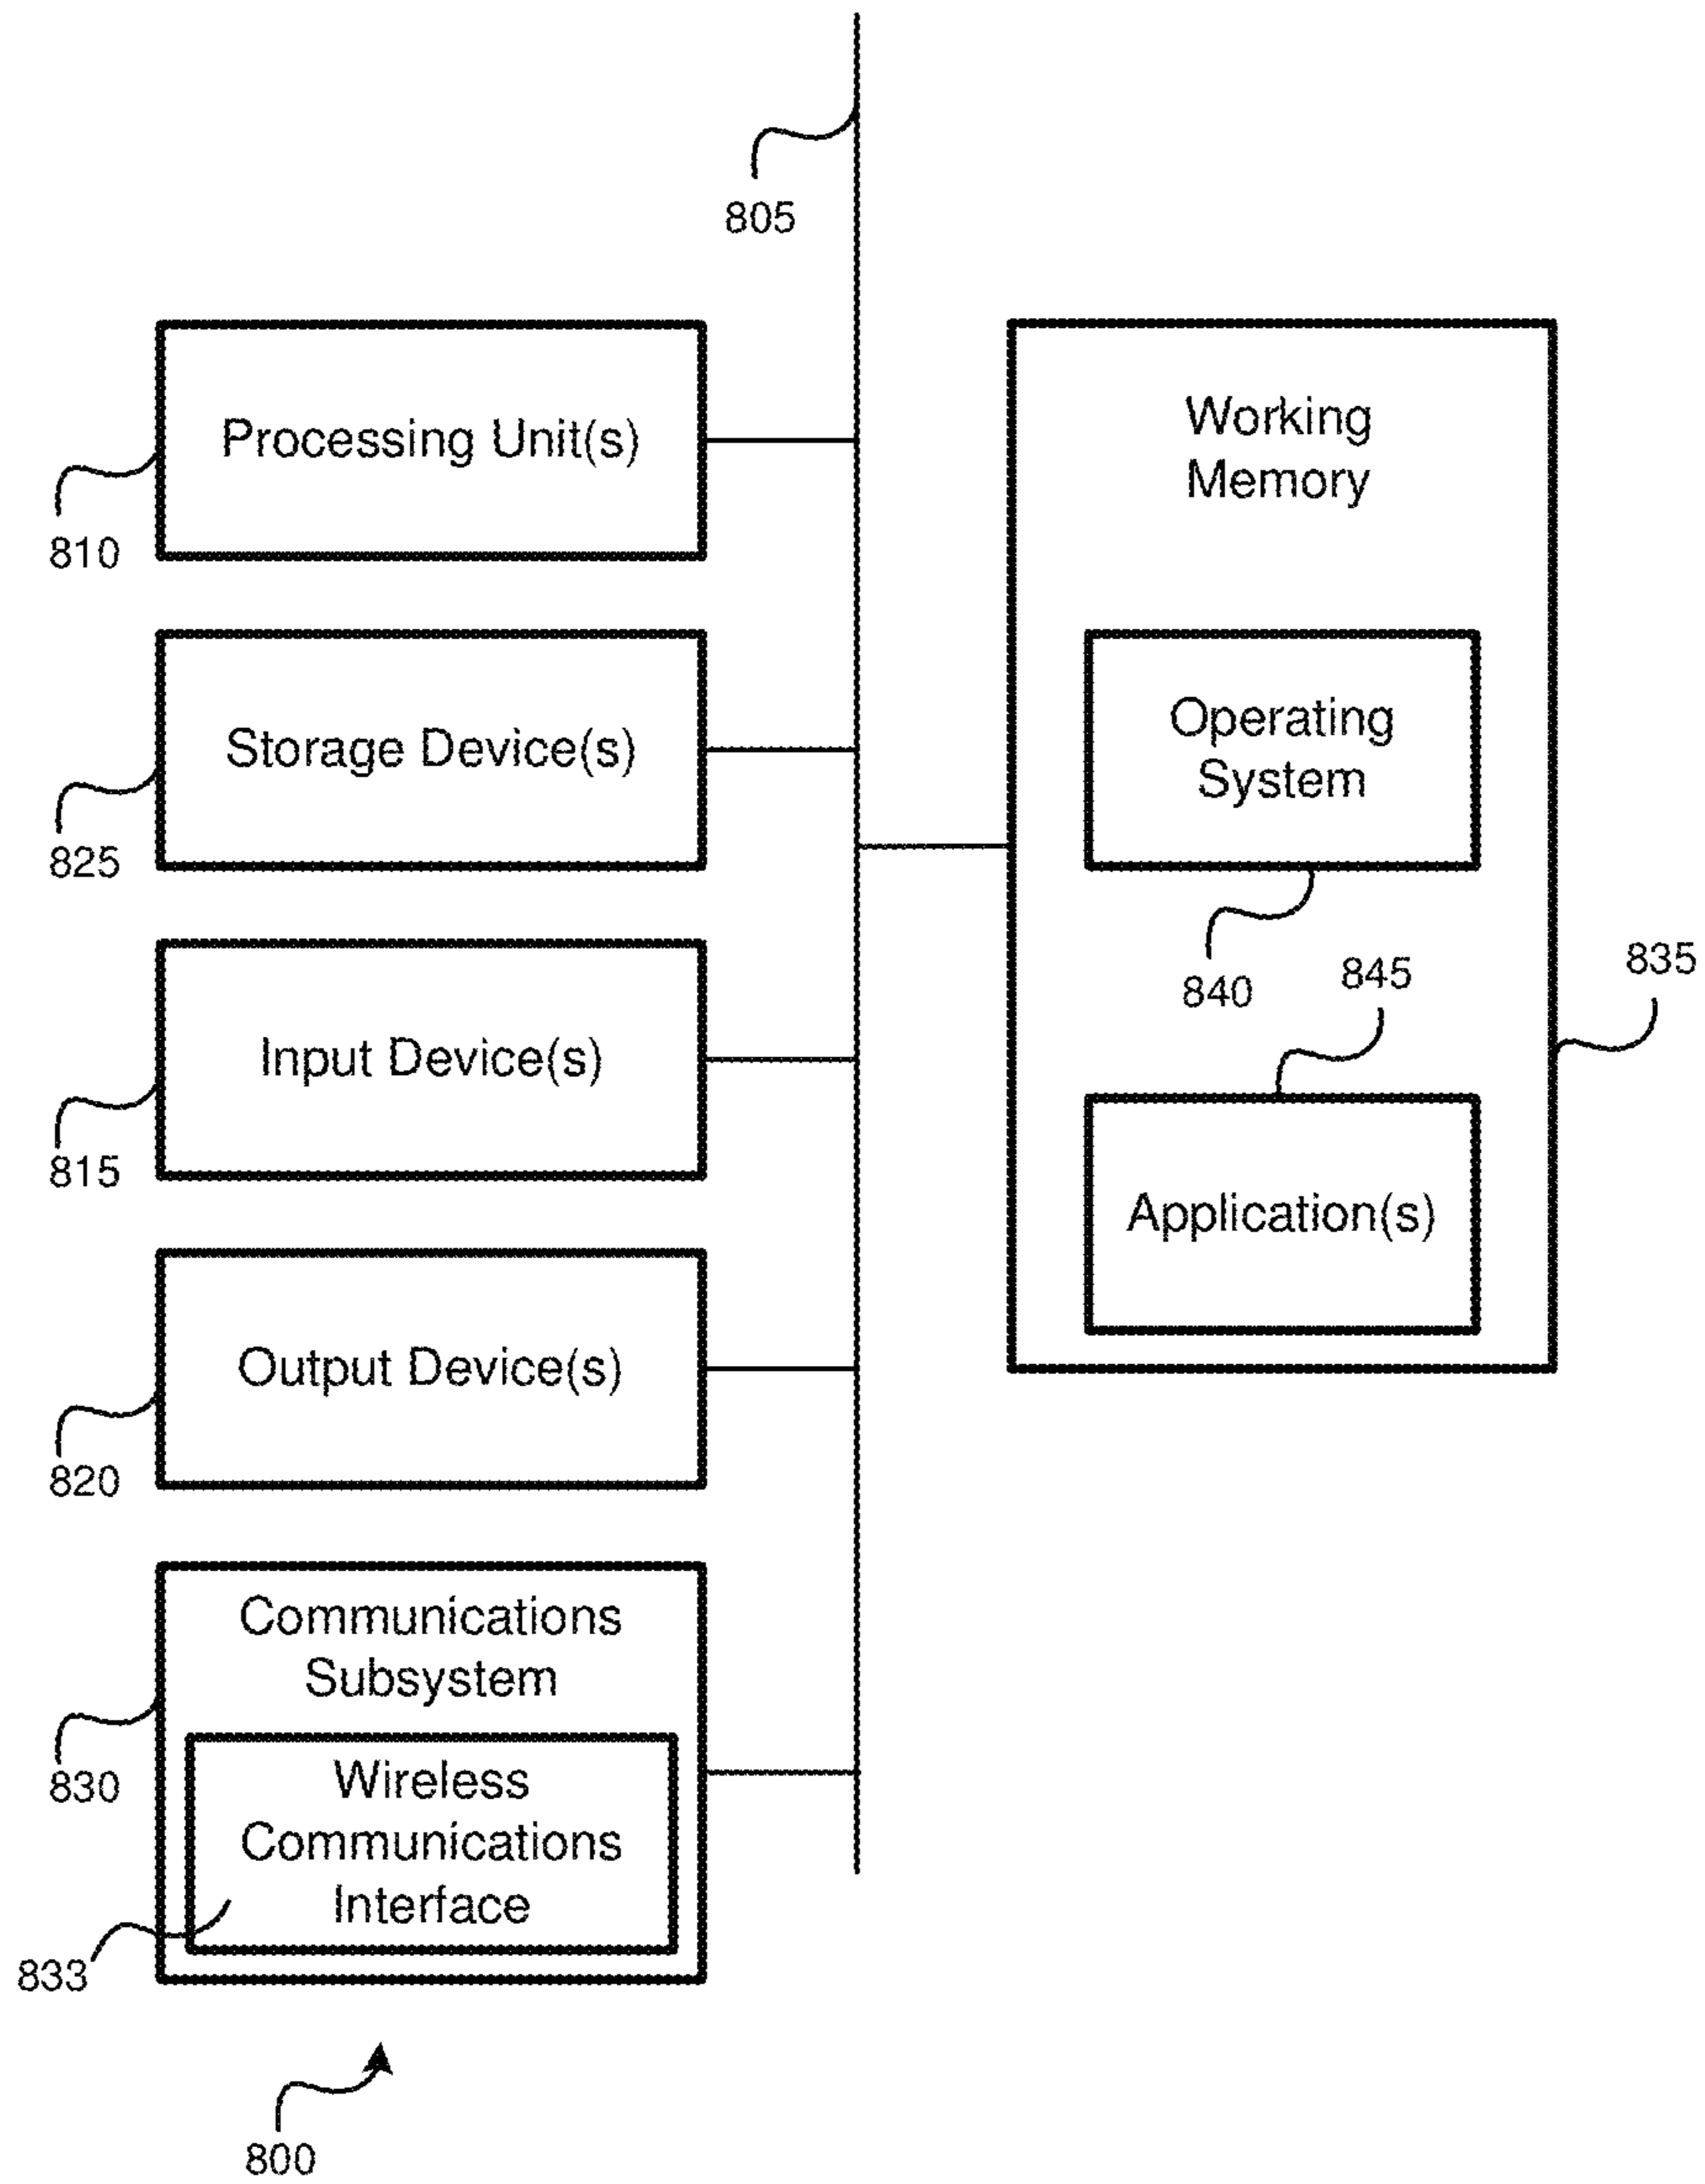 805
Processing Unit(s)
810
Storage Device(s)
825
Input Device(s)
815
Output Device(s)
820
Communications
Subsystem
830
Wireless
Communications
Interface
833
800
Working
Memory
Operating
System
840
845
835
Application(s)